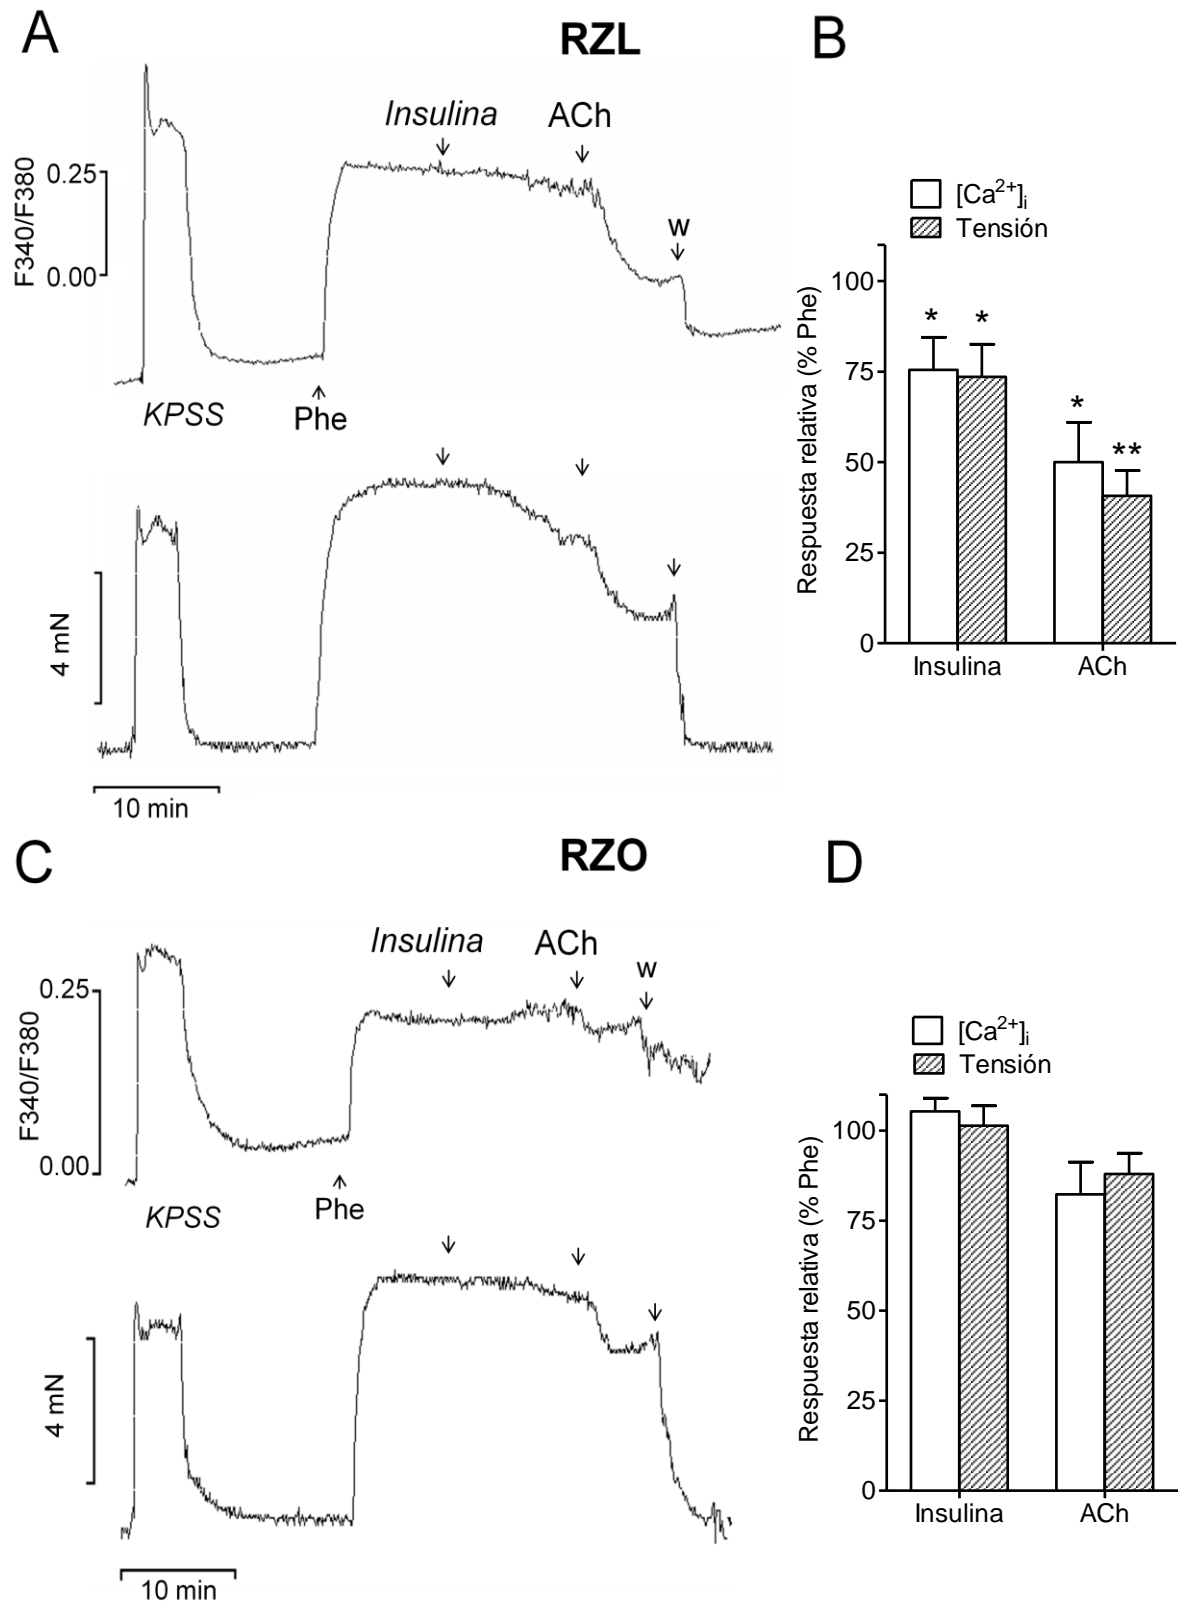 A
RZL
B
Insulina
ACh
0.25
F340/F380
0.00
w
KPSS
Phe
4 mN
10 min
[Ca²⁺]ᵢ
Tensión
Respuesta relativa (% Phe)
100
75
50
25
0
* *
*
**
Insulina
ACh
C
RZO
D
Insulina
ACh
w
0.25
F340/F380
0.00
KPSS
Phe
4 mN
10 min
[Ca²⁺]ᵢ
Tensión
Respuesta relativa (% Phe)
100
75
50
25
0
Insulina
ACh